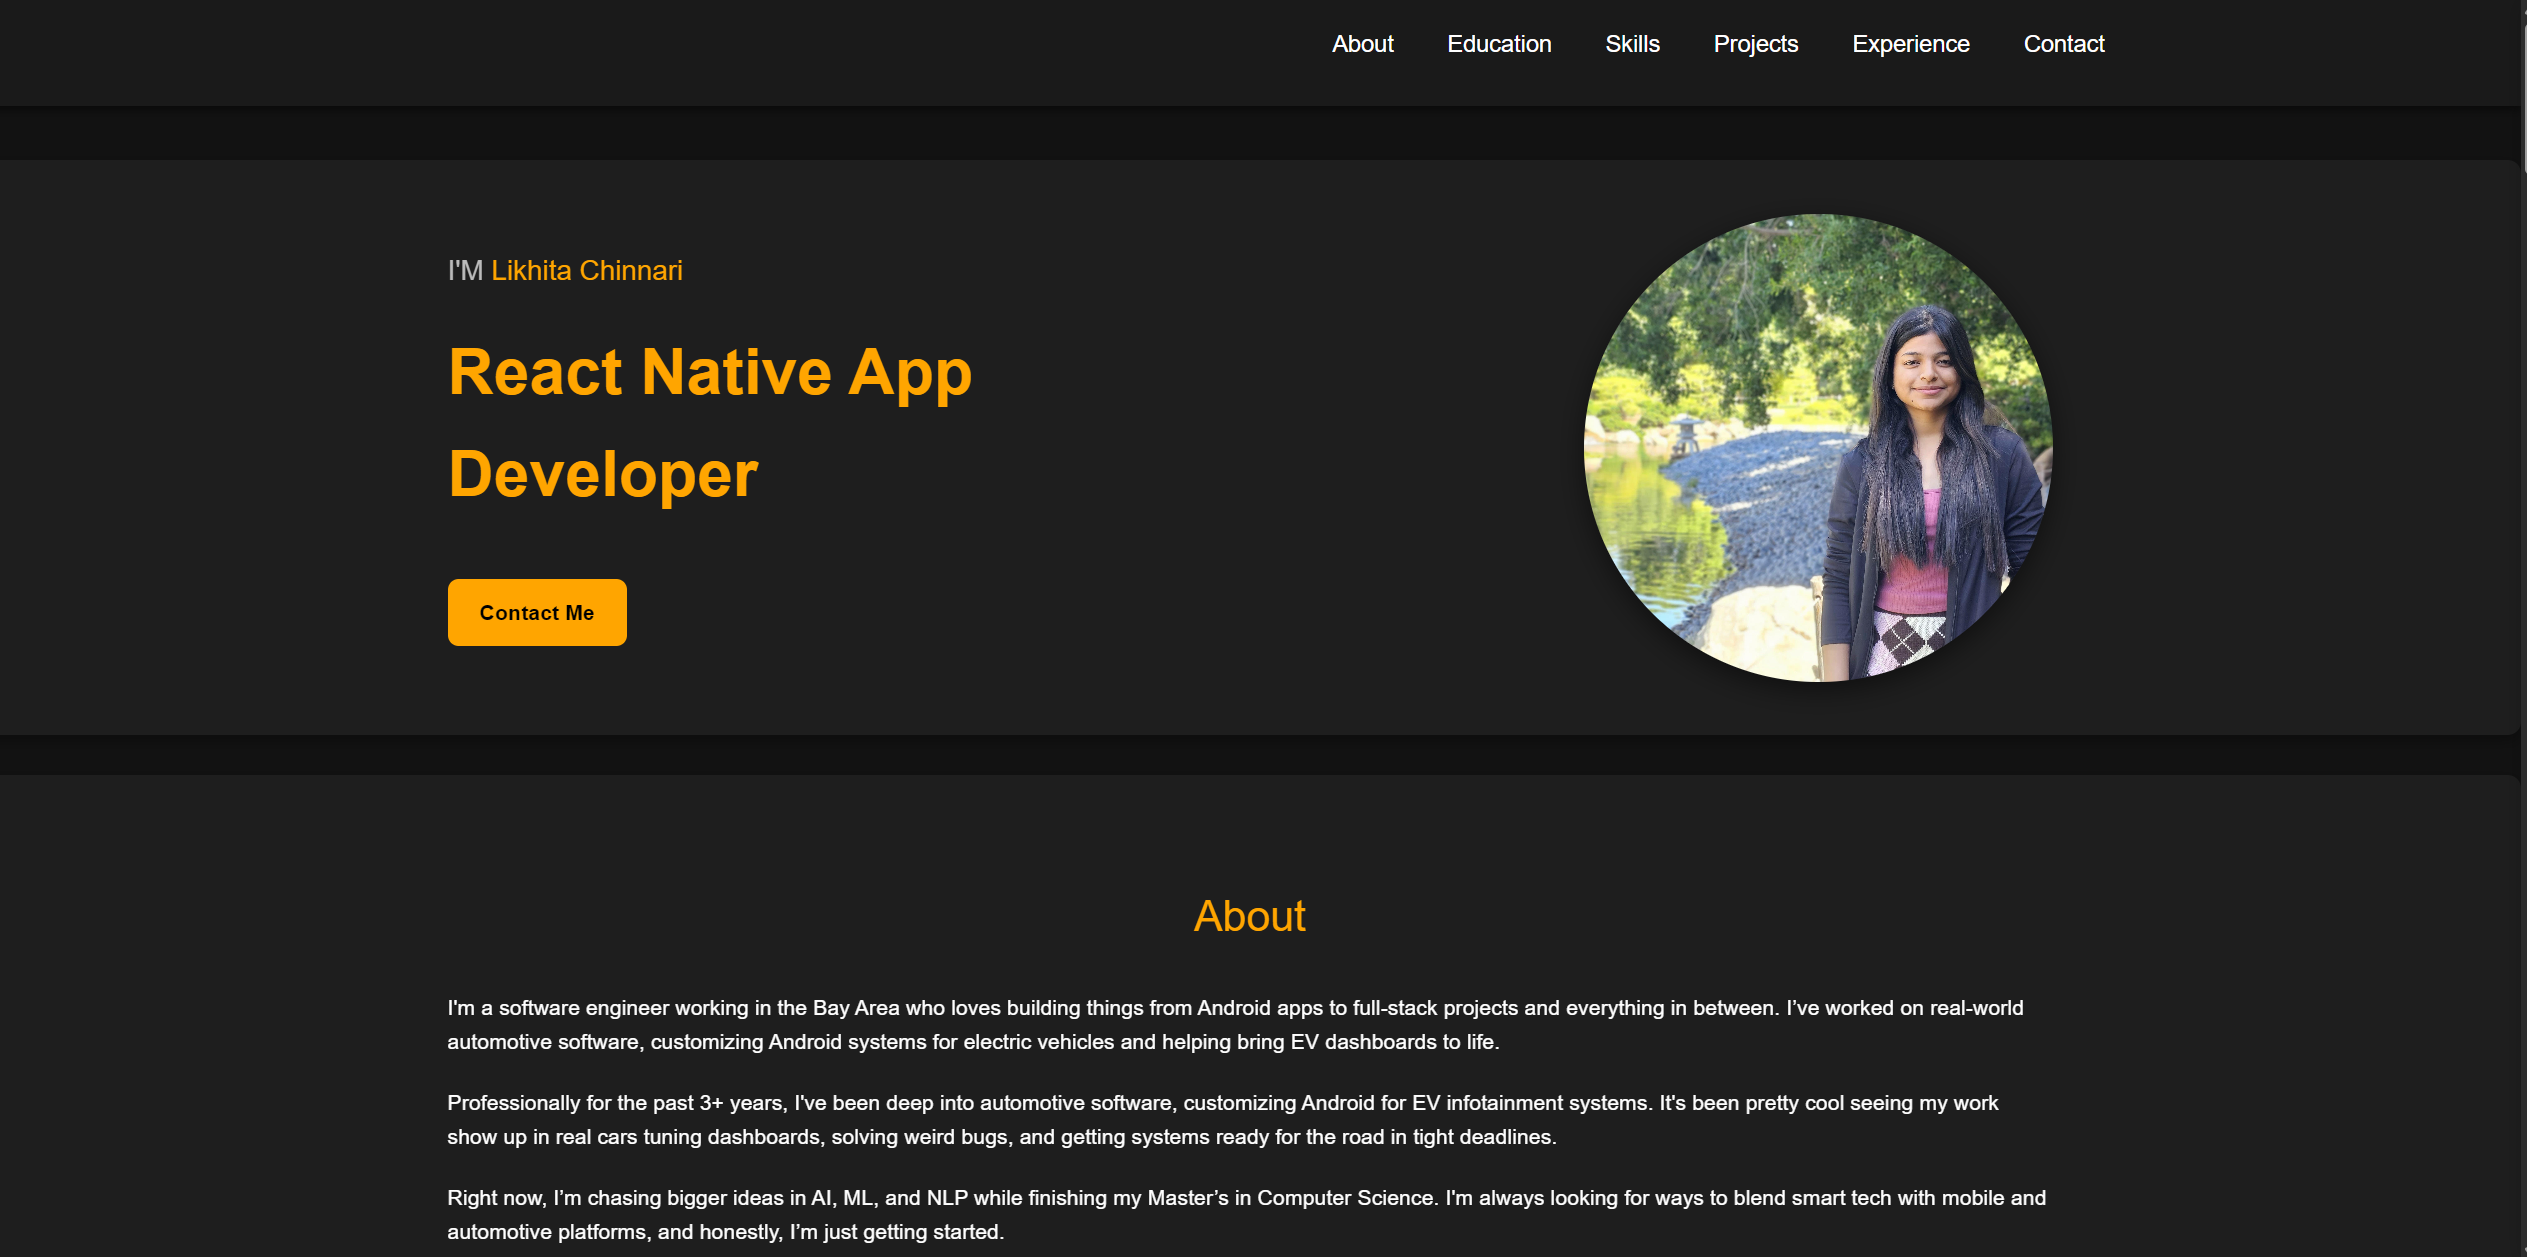 About Education Skills Projects Experience Contact
I'M Likhita Chinnari
React Native App
Developer
Contact Me
About
I'm a software engineer working in the Bay Area who loves building things from Android apps to full-stack projects and everything in between. I’ve worked on real-world
automotive software, customizing Android systems for electric vehicles and helping bring EV dashboards to life.
Professionally for the past 3+ years, I've been deep into automotive software, customizing Android for EV infotainment systems. It's been pretty cool seeing my work
show up in real cars tuning dashboards, solving weird bugs, and getting systems ready for the road in tight deadlines.
Right now, I’m chasing bigger ideas in AI, ML, and NLP while finishing my Master’s in Computer Science. I'm always looking for ways to blend smart tech with mobile and
automotive platforms, and honestly, I’m just getting started.